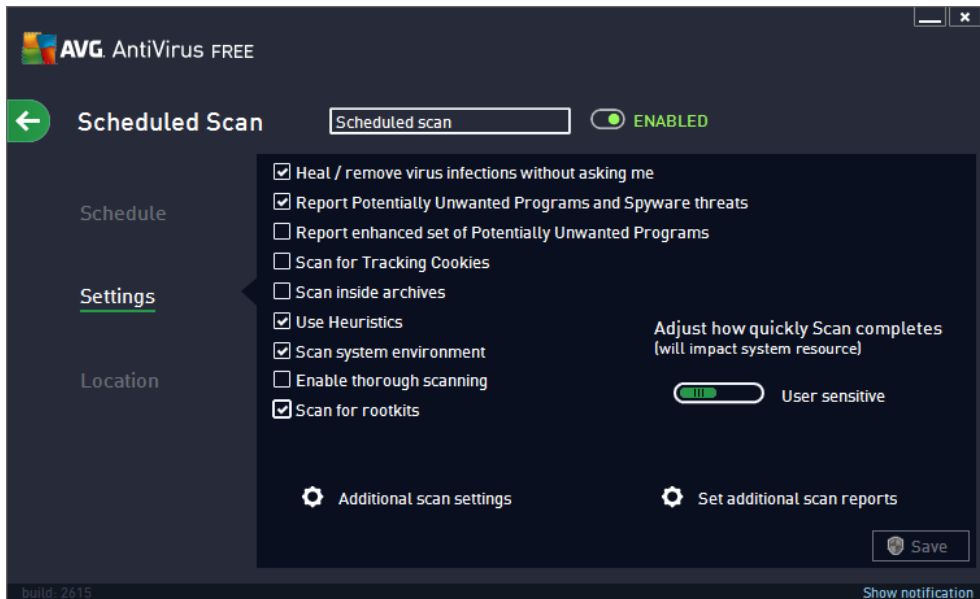 AVG. AntiVirus FREE
Scheduled Scan
Scheduled scan
ENABLED
Schedule
Settings
Location
Heal / remove virus infections without asking me
Report Potentially Unwanted Programs and Spyware threats
Report enhanced set of Potentially Unwanted Programs
Scan for Tracking Cookies
Scan inside archives
Use Heuristics
Scan system environment
Enable thorough scanning
Scan for rootkits
Adjust how quickly Scan completes
(will impact system resource)
User sensitive
Additional scan settings
Set additional scan reports
Save
build: 2615
Show notification